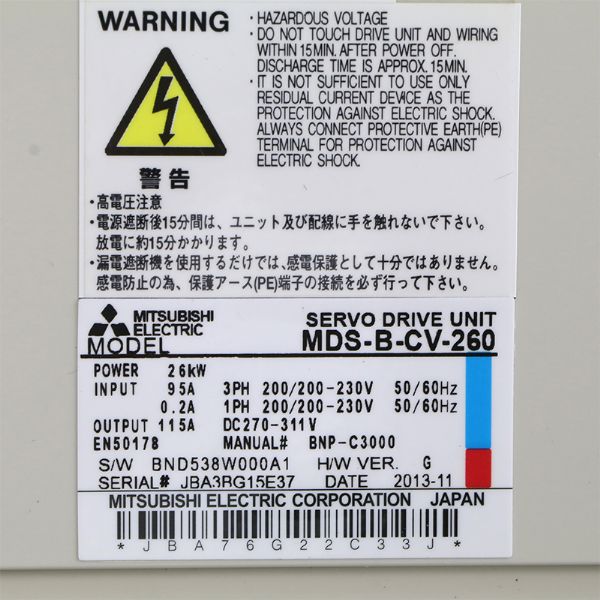 WARNING
・HAZARDOUS VOLTAGE
・DO NOT TOUCH DRIVE UNIT AND WIRING
WITHIN 15MIN. AFTER POWER OFF.
DISCHARGE TIME IS APPROX.15MIN.
・IT IS NOT SUFFICIENT TO USE ONLY
RESIDUAL CURRENT DEVICE AS THE
PROTECTION AGAINST ELECTRIC SHOCK.
ALWAYS CONNECT PROTECTIVE EARTH(PE)
TERMINAL FOR PROTECTION AGAINST
ELECTRIC SHOCK.
警告
・高電圧注意
・電源遮断後15分間は、ユニット及び配線に手を触れないで下さい。
放電に約15分かかります。
・漏電遮断機を使用するだけでは、感電保護として十分ではありません。
感電防止の為、保護アース(PE)端子の接続を必ず行って下さい。
MITSUBISHI
ELECTRIC
SERVO DRIVE UNIT
MODEL MDS-B-CV-260
POWER 26kW
INPUT 95A 3PH 200/200-230V 50/60Hz
0.2A 1PH 200/200-230V 50/60Hz
OUTPUT 115A DC270-311V
EN50178 MANUAL# BNP-C3000
S/W BND538W000A1 H/W VER. G
SERIAL# JBA3RG15E37 DATE 2013-11
MITSUBISHI ELECTRIC CORPORATION JAPAN
*JBA76G22C33J*